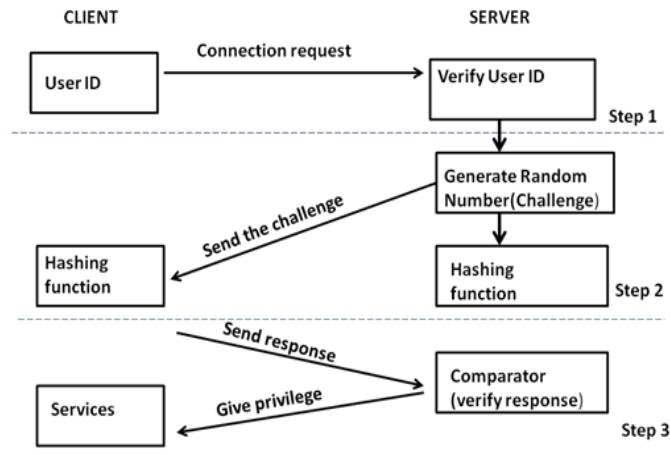 CLIENT
SERVER
Connection request
User ID
Verify User ID
Step 1
Generate Random
Number(Challenge)
Send the challenge
Hashing
function
Hashing
function
Step 2
Send response
Comparator
(verify response)
Give privilege
Services
Step 3